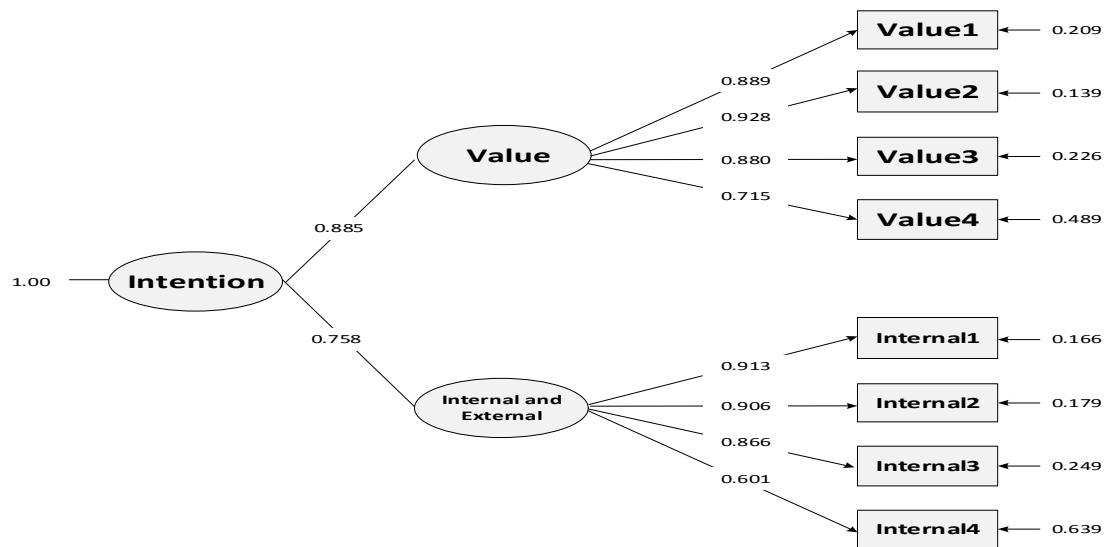 Value1
0.209
0.889
Value2
0.139
0.928
Value
0.880
Value3
0.226
0.715
Value4
0.489
0.885
1.00
Intention
0.758
Internal1
0.166
0.913
Internal and
External
0.906
Internal2
0.179
0.866
Internal3
0.249
0.601
Internal4
0.639